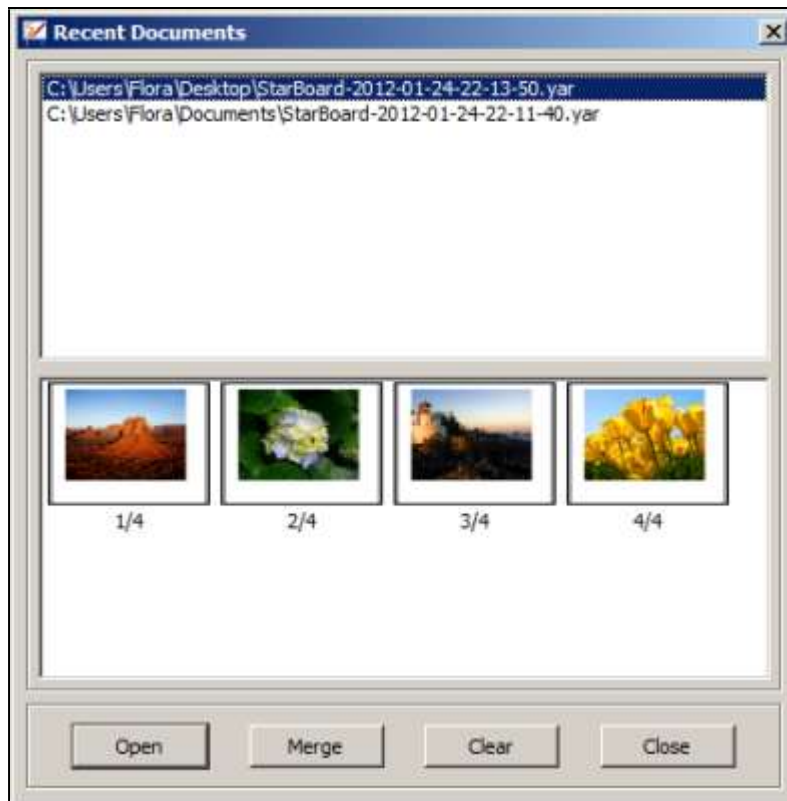 Recent Documents
C:\Users\Flora\Desktop\StarBoard-2012-01-24-22-13-50.yar
C:\Users\Flora\Documents\StarBoard-2012-01-24-22-11-40.yar
1/4 2/4 3/4 4/4
Open Merge Clear Close